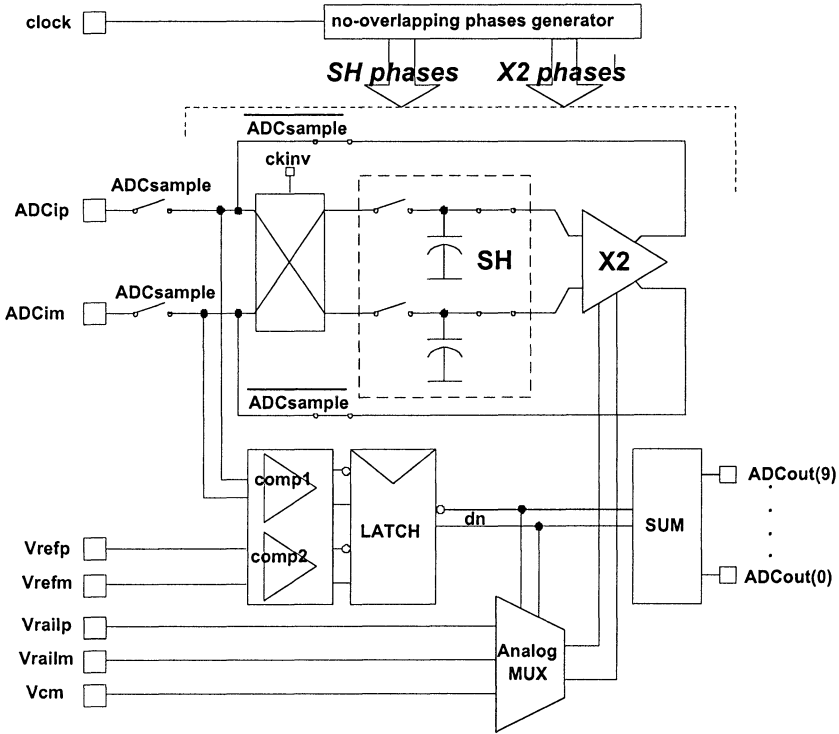 clock
no-overlapping phases generator
SH phases
X2 phases
ADCsample
ckinv
ADCsample
ADCip
SH
X2
ADCsample
ADCim
ADCsample
comp1
ADCout(9)
dn
LATCH
SUM
Vrefp
comp2
Vrefm
ADCout(0)
Vrailp
Vrailm
Analog
MUX
Vcm